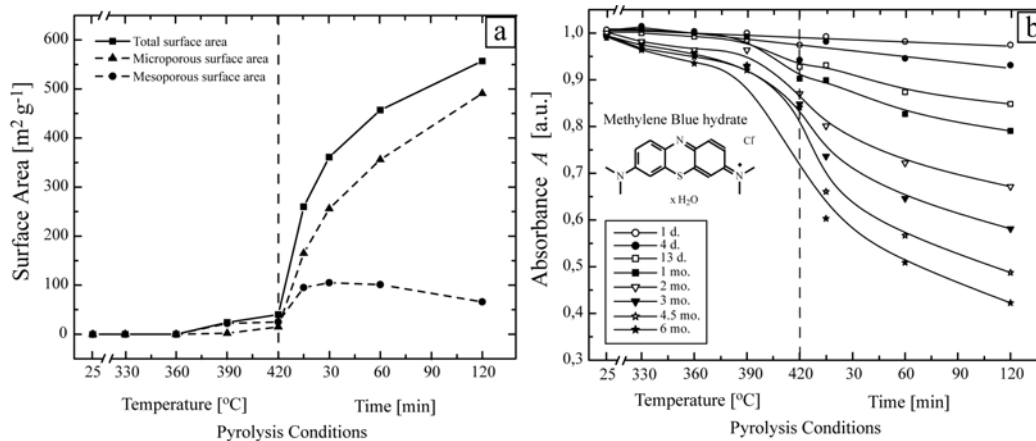 a
600
500
400
300
200
100
0
Surface Area [m² g⁻¹]
Total surface area
Microporous surface area
Mesoporous surface area
25 330 360 390 420 30 60 90 120
Temperature [°C] Time [min]
Pyrolysis Conditions
b
1,0
0,9
0,8
0,7
0,6
0,5
0,4
0,3
Absorbance A [a.u.]
Methylene Blue hydrate
N
Cl⁻
N
S
N⁺
x H₂O
1 d.
4 d.
13 d.
1 mo.
2 mo.
3 mo.
4.5 mo.
6 mo.
25 330 360 390 420 30 60 90 120
Temperature [°C] Time [min]
Pyrolysis Conditions